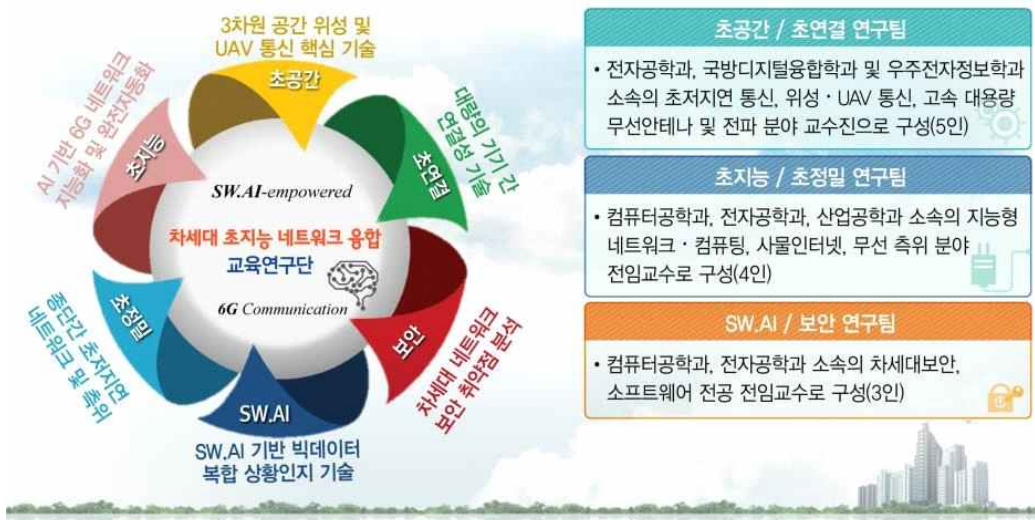 3차원 공간 위성 및
UAV 통신 핵심 기술
초공간
대량의 기기 간
연결성 기술
초연결
차세대 네트워크
보안 취약점 분석
보안
SW.AI
SW.AI 기반 빅데이터
복합 상황인지 기술
종단간 초저지연
네트워크 및 측위
초정밀
AI 기반 6G 네트워크
지능화 및 완전자동화
초지능
SW.AI-empowered
차세대 초지능 네트워크 융합
교육연구단
6G Communication
초공간 / 초연결 연구팀
• 전자공학과, 국방디지털융합학과 및 우주전자정보학과
소속의 초저지연 통신, 위성 · UAV 통신, 고속 대용량
무선안테나 및 전파 분야 교수진으로 구성(5인)
초지능 / 초정밀 연구팀
• 컴퓨터공학과, 전자공학과, 산업공학과 소속의 지능형
네트워크 · 컴퓨팅, 사물인터넷, 무선 측위 분야
전임교수로 구성(4인)
SW.AI / 보안 연구팀
• 컴퓨터공학과, 전자공학과 소속의 차세대보안,
소프트웨어 전공 전임교수로 구성(3인)